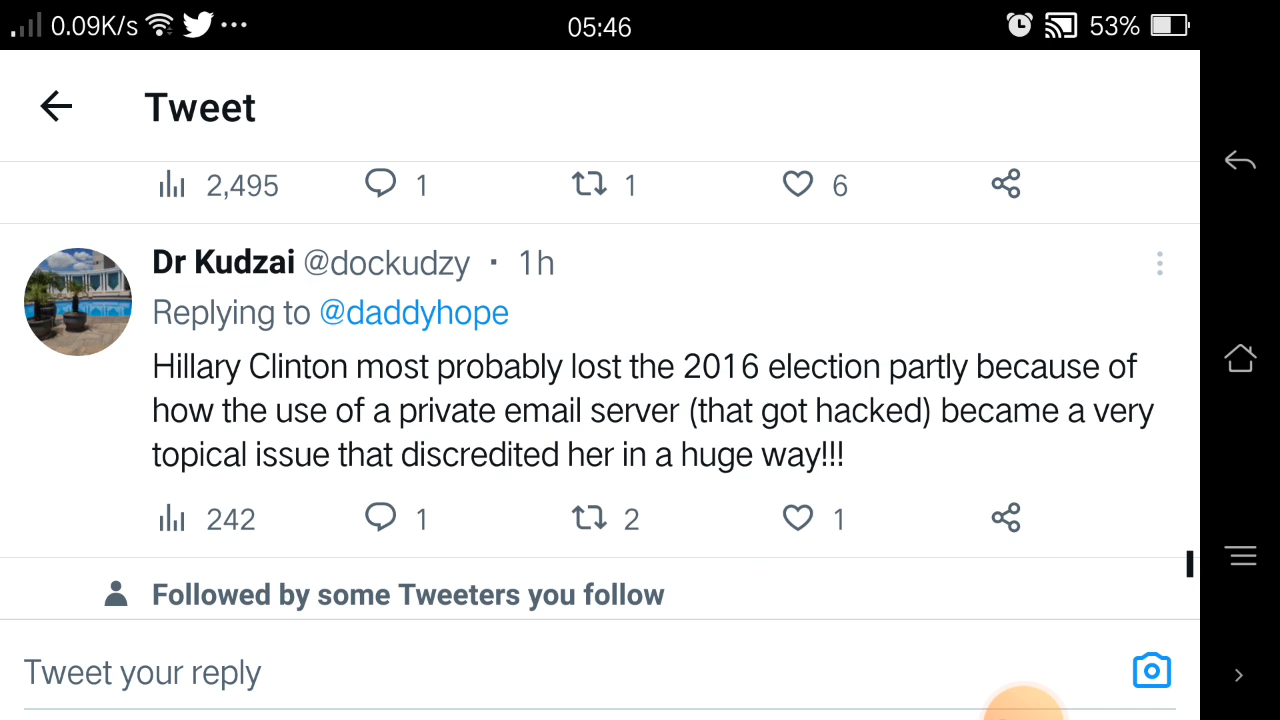 0.09K/s ... 05:46 53%
Tweet
2,495 1 1 6
Dr Kudzai @dockudzy · 1h
Replying to @daddyhope
Hillary Clinton most probably lost the 2016 election partly because of
how the use of a private email server (that got hacked) became a very
topical issue that discredited her in a huge way!!!
242 1 2 1
Followed by some Tweeters you follow
Tweet your reply